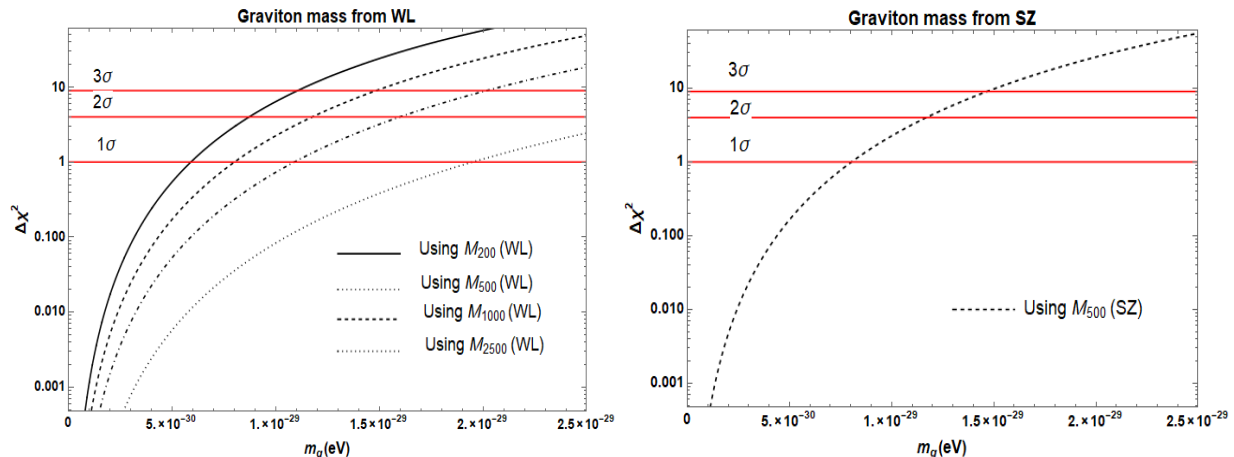 Graviton mass from WL
3σ
2σ
1σ
10
1
0.100
0.010
0.001
Δχ²
Using M₂₀₀ (WL)
Using M₅₀₀ (WL)
Using M₁₀₀₀ (WL)
Using M₂₅₀₀ (WL)
0
5.×10⁻³⁰
1.×10⁻²⁹
1.5×10⁻²⁹
2.×10⁻²⁹
2.5×10⁻²⁹
m_g(eV)
Graviton mass from SZ
3σ
2σ
1σ
10
1
0.100
0.010
0.001
Δχ²
Using M₅₀₀ (SZ)
0
5.×10⁻³⁰
1.×10⁻²⁹
1.5×10⁻²⁹
2.×10⁻²⁹
2.5×10⁻²⁹
m_g(eV)